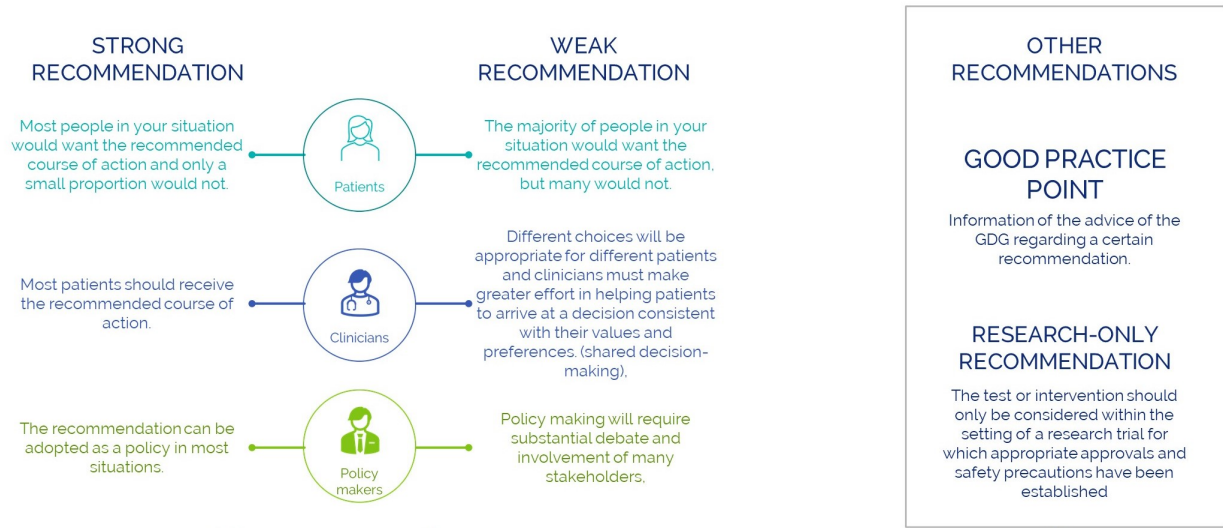 STRONG
RECOMMENDATION
WEAK
RECOMMENDATION
Most people in your situation
would want the recommended
course of action and only a
small proportion would not.
Patients
The majority of people in your
situation would want the
recommended course of action,
but many would not.
Most patients should receive
the recommended course of
action.
Clinicians
Different choices will be
appropriate for different patients
and clinicians must make
greater effort in helping patients
to arrive at a decision consistent
with their values and
preferences. (shared decision-
making),
The recommendation can be
adopted as a policy in most
situations.
Policy
makers
Policy making will require
substantial debate and
involvement of many
stakeholders,
OTHER
RECOMMENDATIONS
GOOD PRACTICE
POINT
Information of the advice of the
GDG regarding a certain
recommendation.
RESEARCH-ONLY
RECOMMENDATION
The test or intervention should
only be considered within the
setting of a research trial for
which appropriate approvals and
safety precautions have been
established